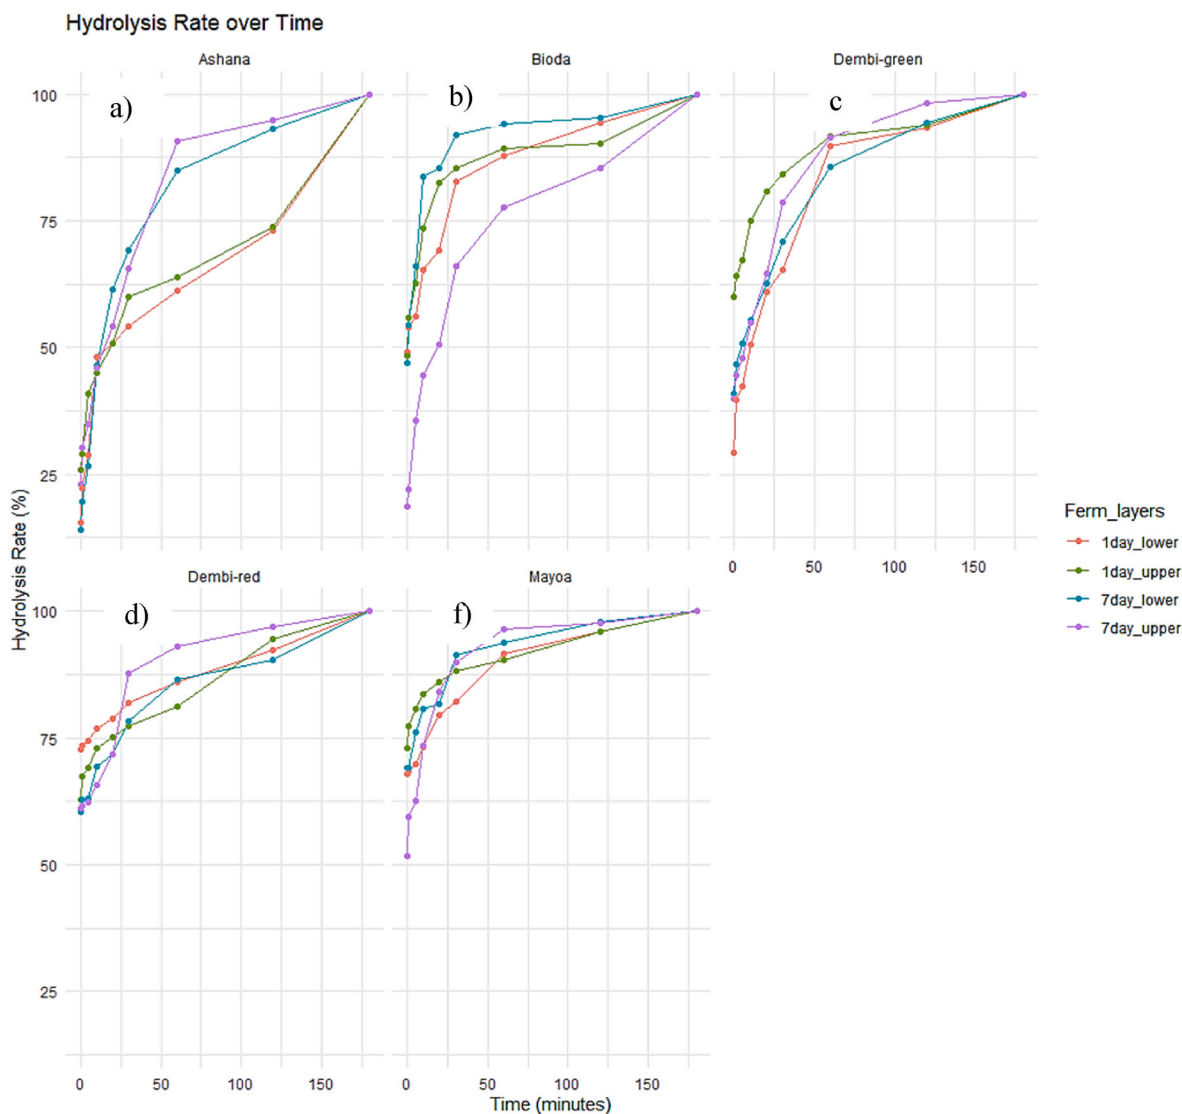 Hydrolysis Rate over Time
Ashana
Bioda
Dembi-green
a)
b)
c
100
75
50
25
0
50
100
150
Dembi-red
Mayoa
d)
f)
100
75
50
25
0
50
100
150
0
50
100
150
Hydrolysis Rate (%)
Time (minutes)
Ferm_layers
1day_lower
1day_upper
7day_lower
7day_upper